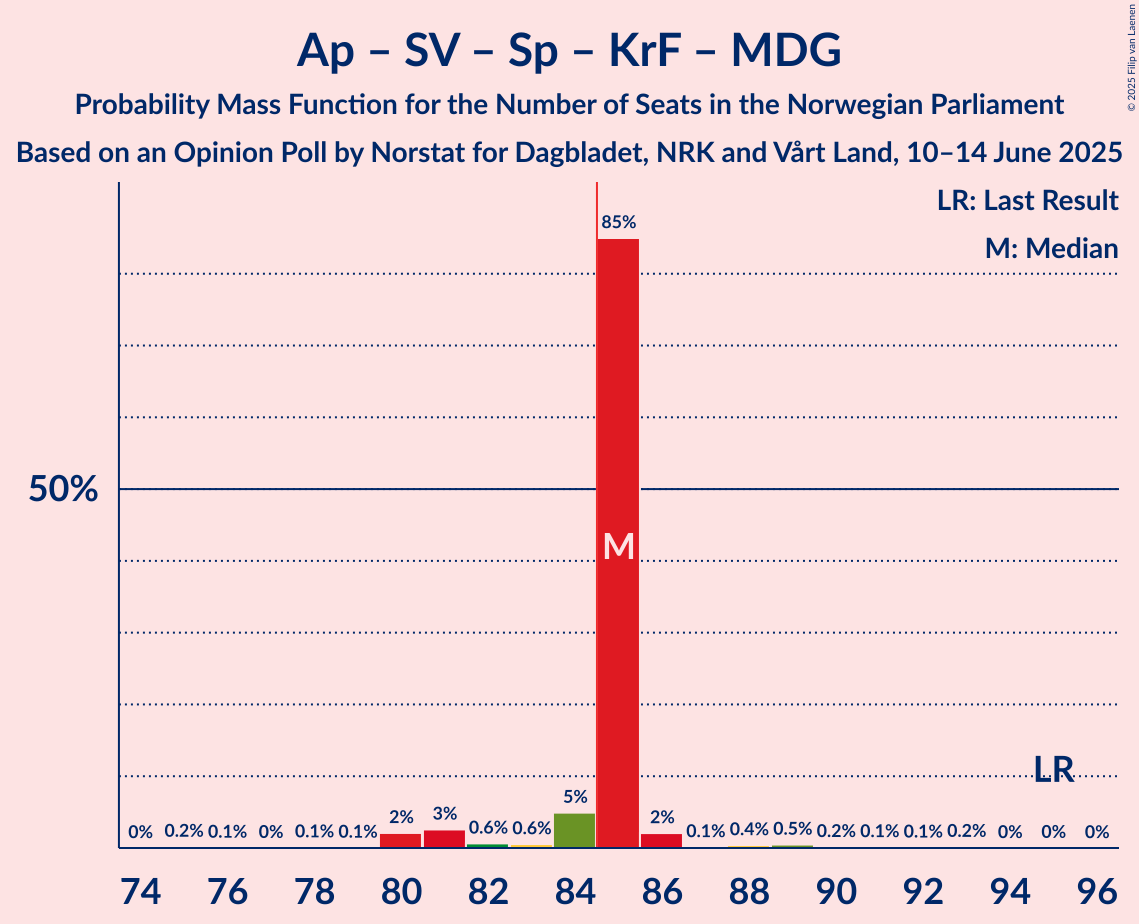 Ap – SV – Sp – KrF – MDG
Probability Mass Function for the Number of Seats in the Norwegian Parliament
Based on an Opinion Poll by Norstat for Dagbladet, NRK and Vårt Land, 10–14 June 2025
© 2025 Filip van Laenen
LR: Last Result
M: Median
85%
50%
M
LR
0% 0.2% 0.1% 0% 0.1% 0.1% 2% 3% 0.6% 0.6% 5% 2% 0.1% 0.4% 0.5% 0.2% 0.1% 0.1% 0.2% 0% 0% 0%
74 76 78 80 82 84 86 88 90 92 94 96